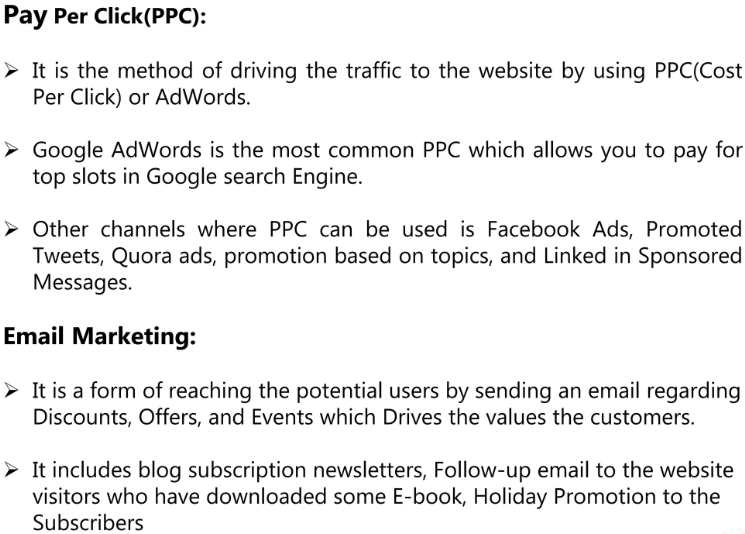 Pay Per Click(PPC):
➢ It is the method of driving the traffic to the website by using PPC(Cost
Per Click) or AdWords.
➢ Google AdWords is the most common PPC which allows you to pay for
top slots in Google search Engine.
➢ Other channels where PPC can be used is Facebook Ads, Promoted
Tweets, Quora ads, promotion based on topics, and Linked in Sponsored
Messages.
Email Marketing:
➢ It is a form of reaching the potential users by sending an email regarding
Discounts, Offers, and Events which Drives the values the customers.
➢ It includes blog subscription newsletters, Follow-up email to the website
visitors who have downloaded some E-book, Holiday Promotion to the
Subscribers